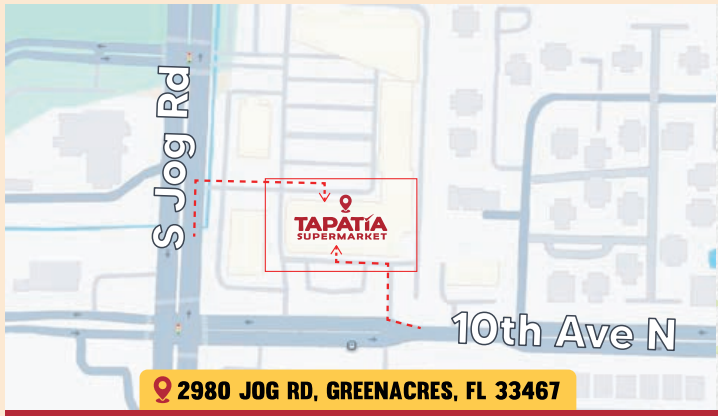 S Jog Rd
TAPATÍA
SUPERMARKET
10th Ave N
2980 JOG RD, GREENACRES, FL 33467